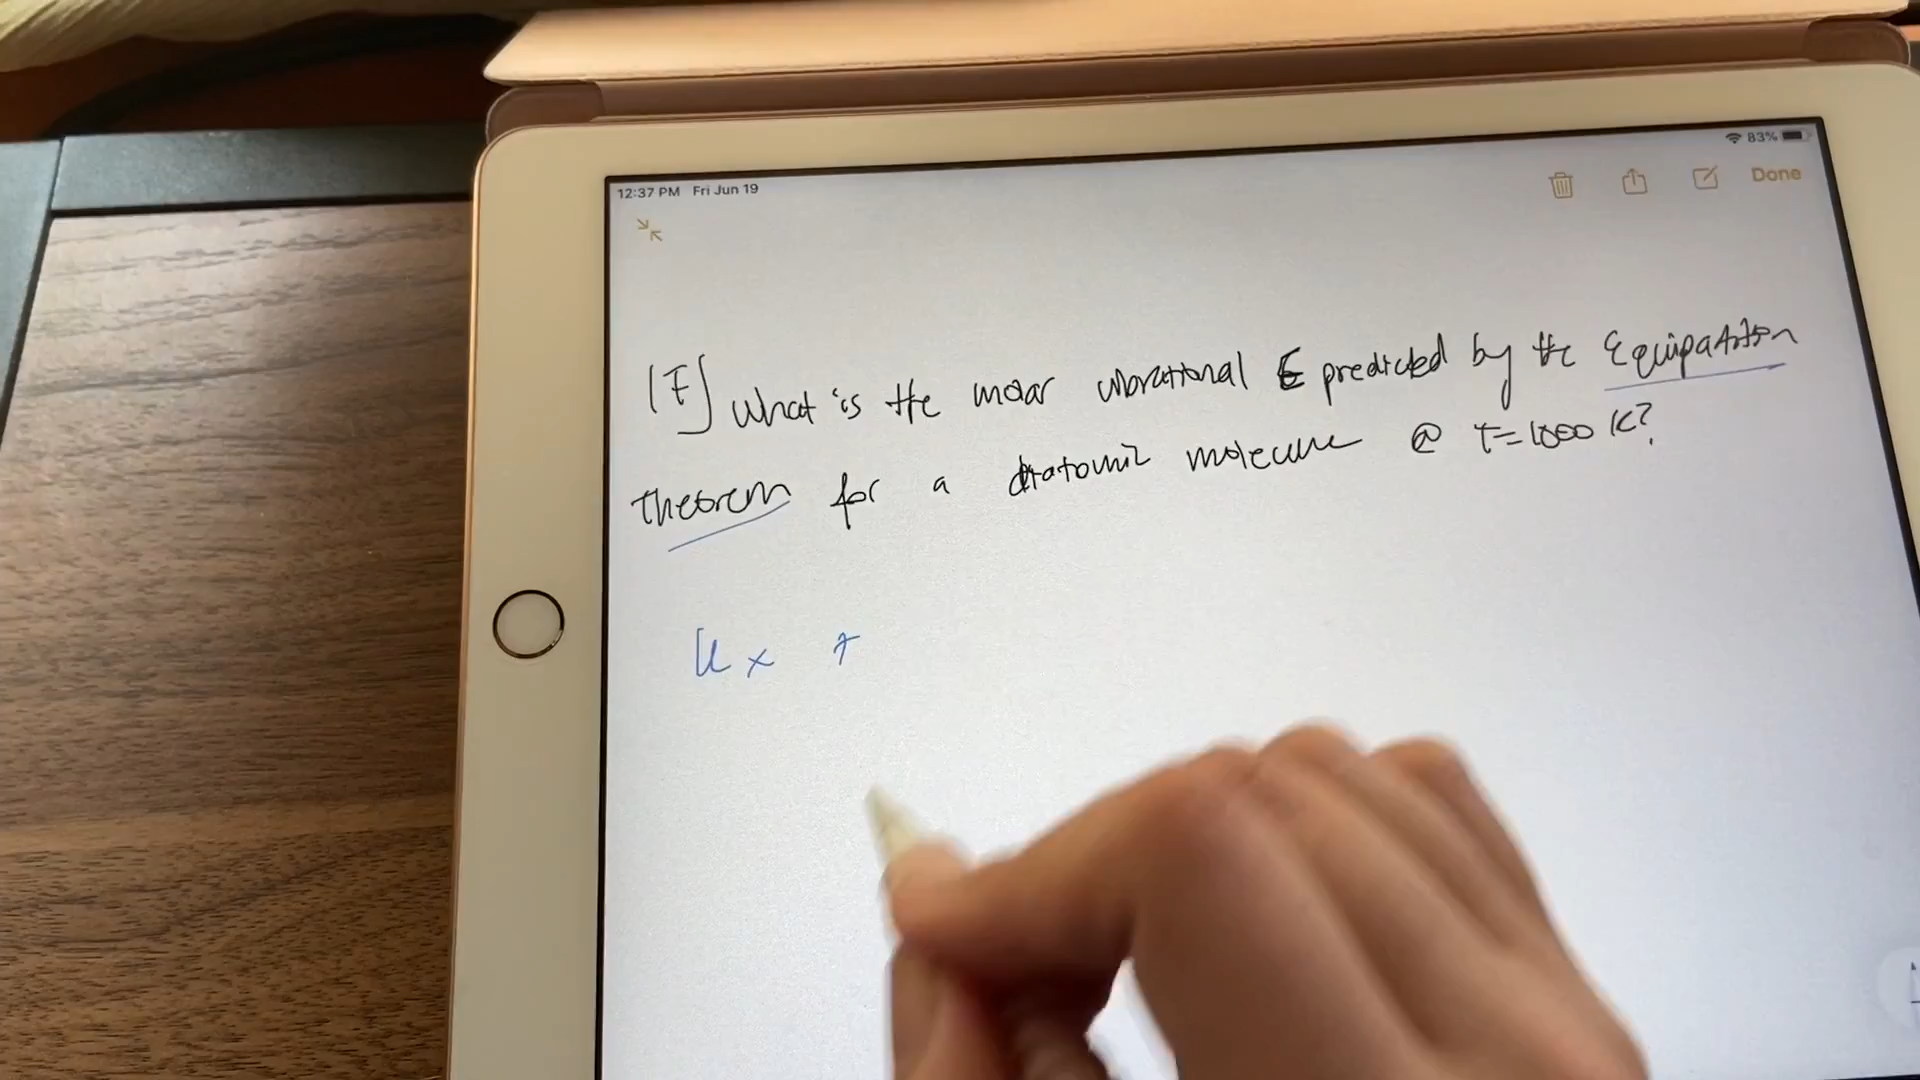 12:37 PM Fri Jun 19
83%
Done
[F] What is the molar vibrational E predicted by the Equipartition
theorem for a diatomic molecule @ T=1000 K?